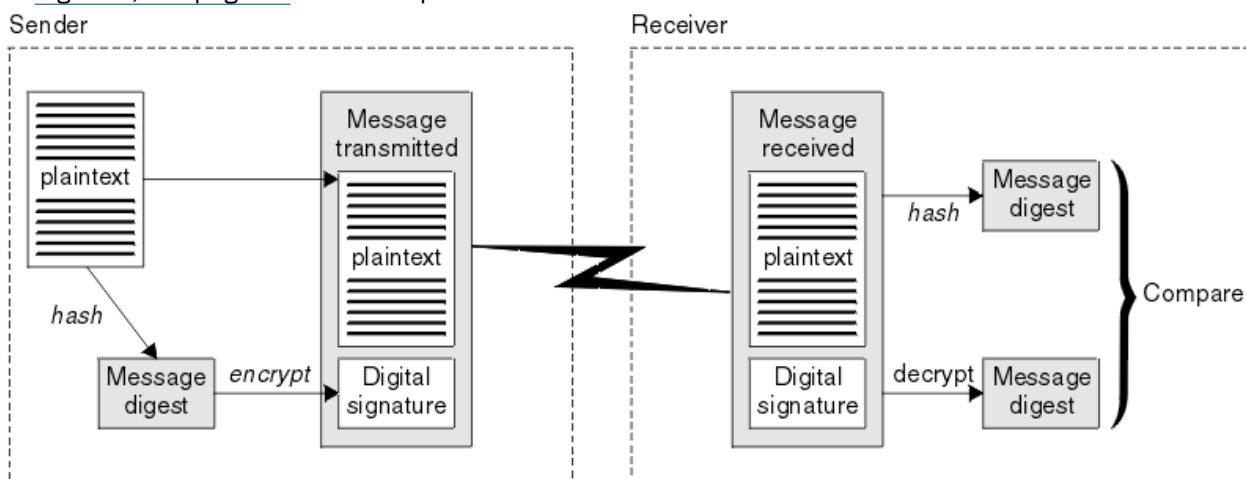 Sender
Receiver
plaintext
hash
Message
digest
encrypt
Message
transmitted
plaintext
Digital
signature
Message
received
plaintext
Digital
signature
hash
decrypt
Message
digest
Message
digest
Compare